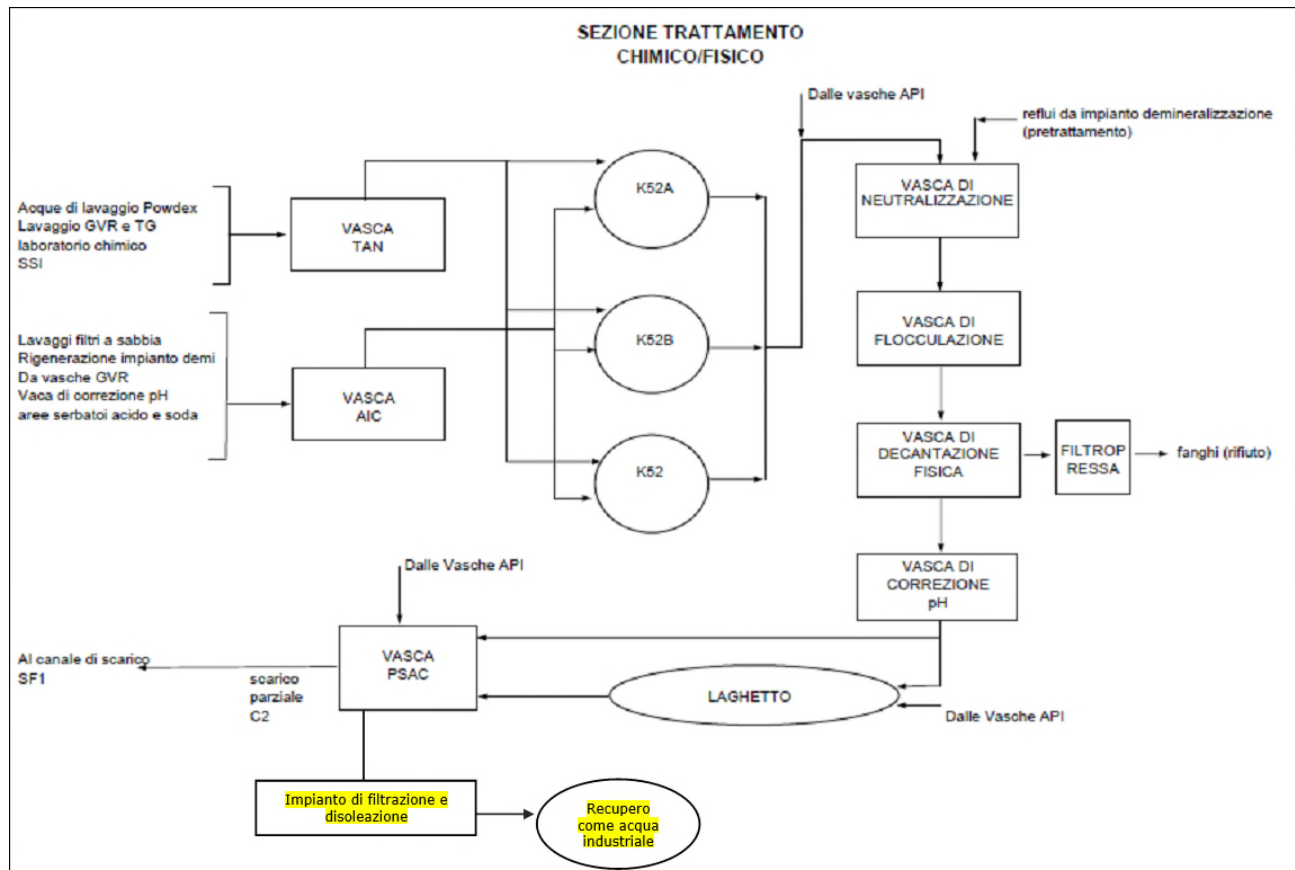 SEZIONE TRATTAMENTO
CHIMICO/FISICO
Dalle vasche API
reflui da impianto demineralizzazione
(pretrattamento)
Acque di lavaggio Powdex
Lavaggio GVR e TG
laboratorio chimico
SSI
VASCA
TAN
K52A
VASCA DI
NEUTRALIZZAZIONE
Lavaggi filtri a sabbia
Rigenerazione impianto demi
Da vasche GVR
Vaca di correzione pH
aree serbatoi acido e soda
VASCA
AIC
K52B
VASCA DI
FLOCCULAZIONE
K52
VASCA DI
DECANTAZIONE
FISICA
FILTROP
RESSA
fanghi (rifiuto)
VASCA DI
CORREZIONE
pH
Dalle Vasche API
Al canale di scarico
SF1
scarico
parziale
C2
VASCA
PSAC
LAGHETTO
Dalle Vasche API
Impianto di filtrazione e
disoleazione
Recupero
come acqua
industriale